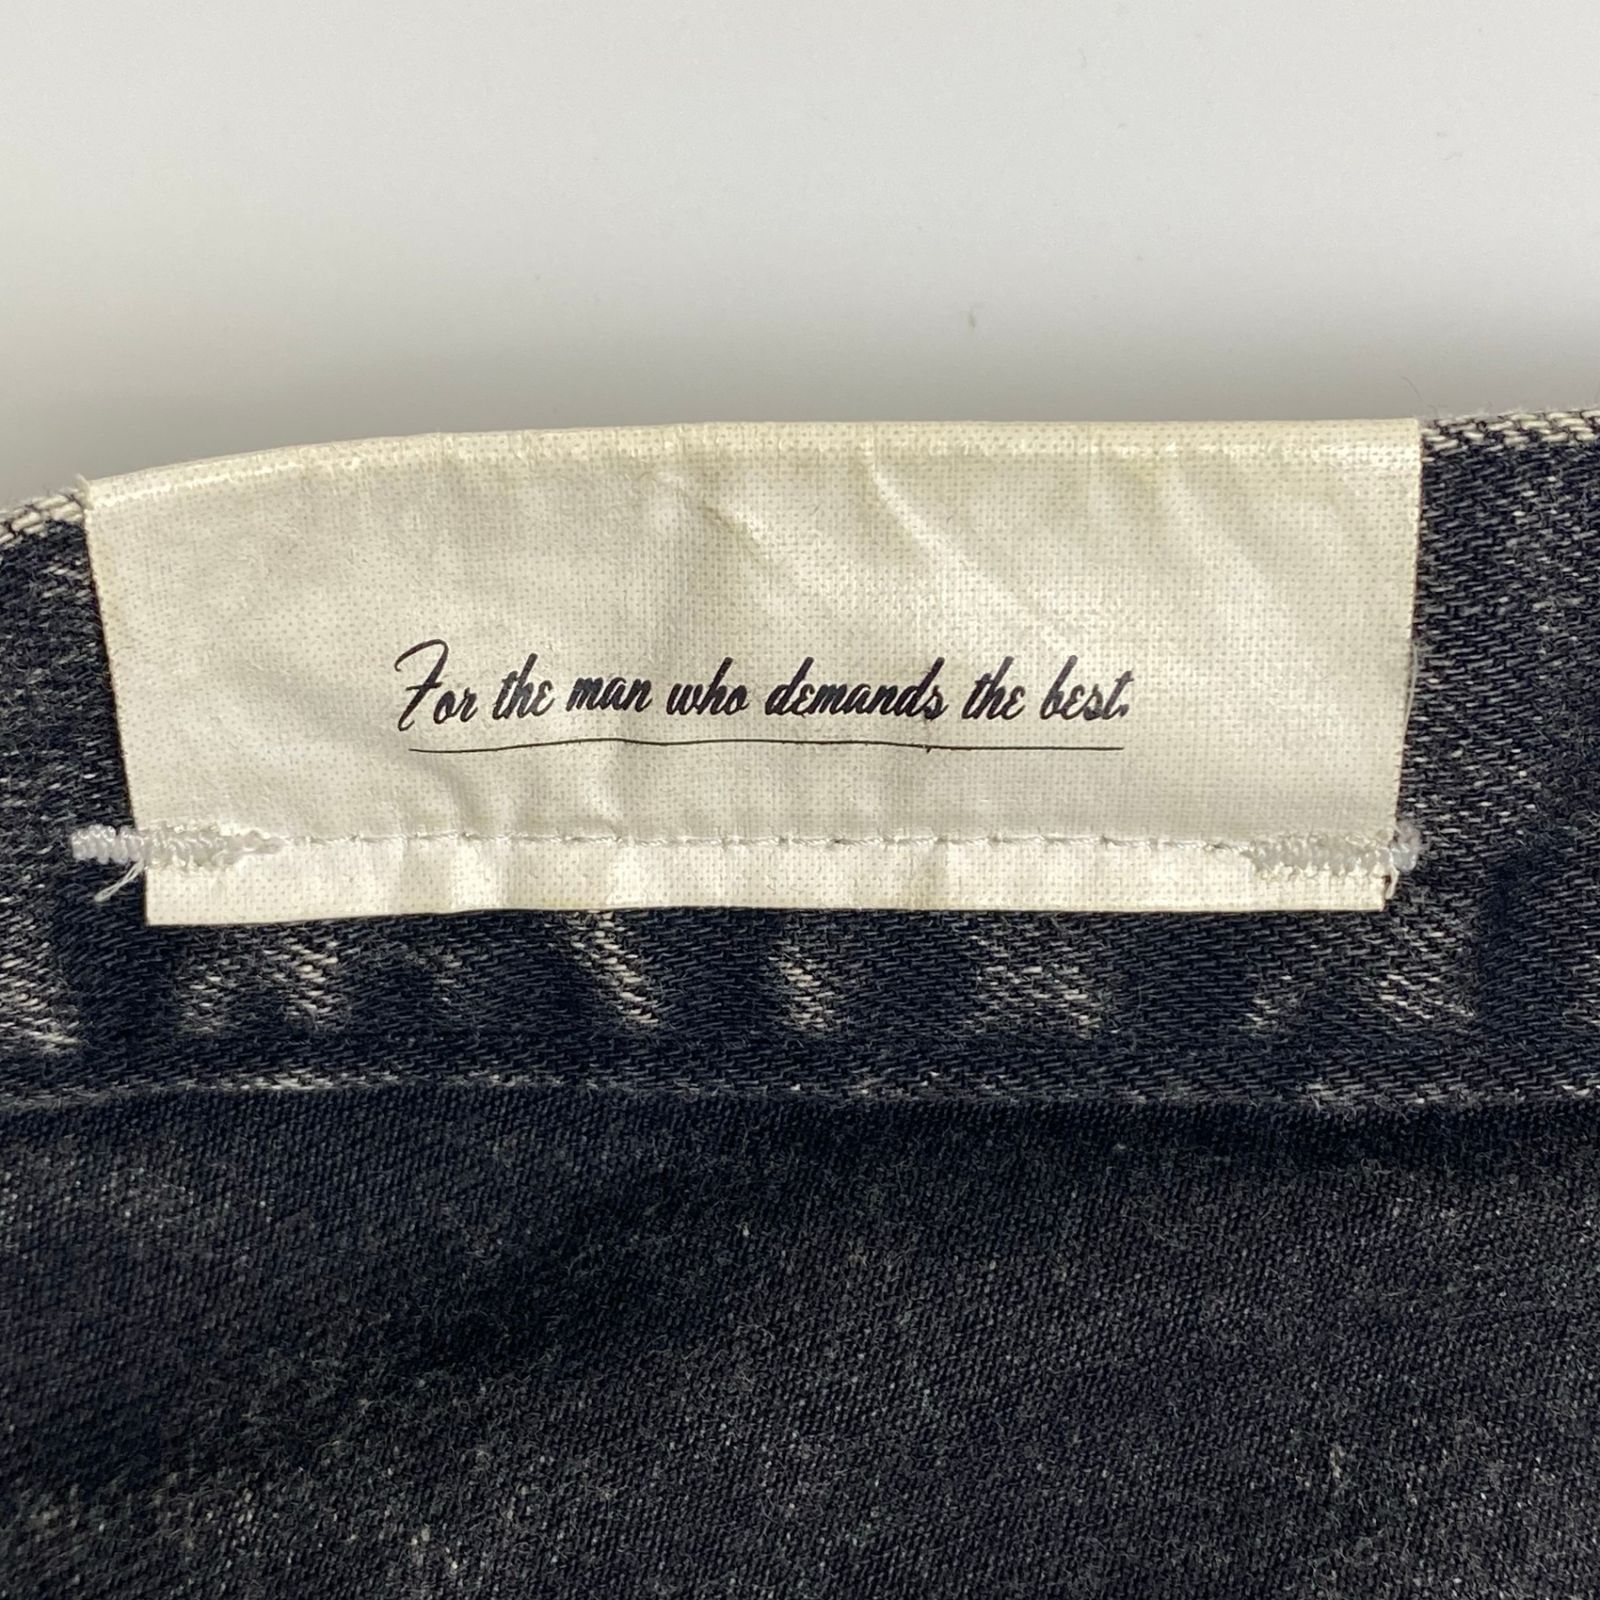 For the man who demands the best.